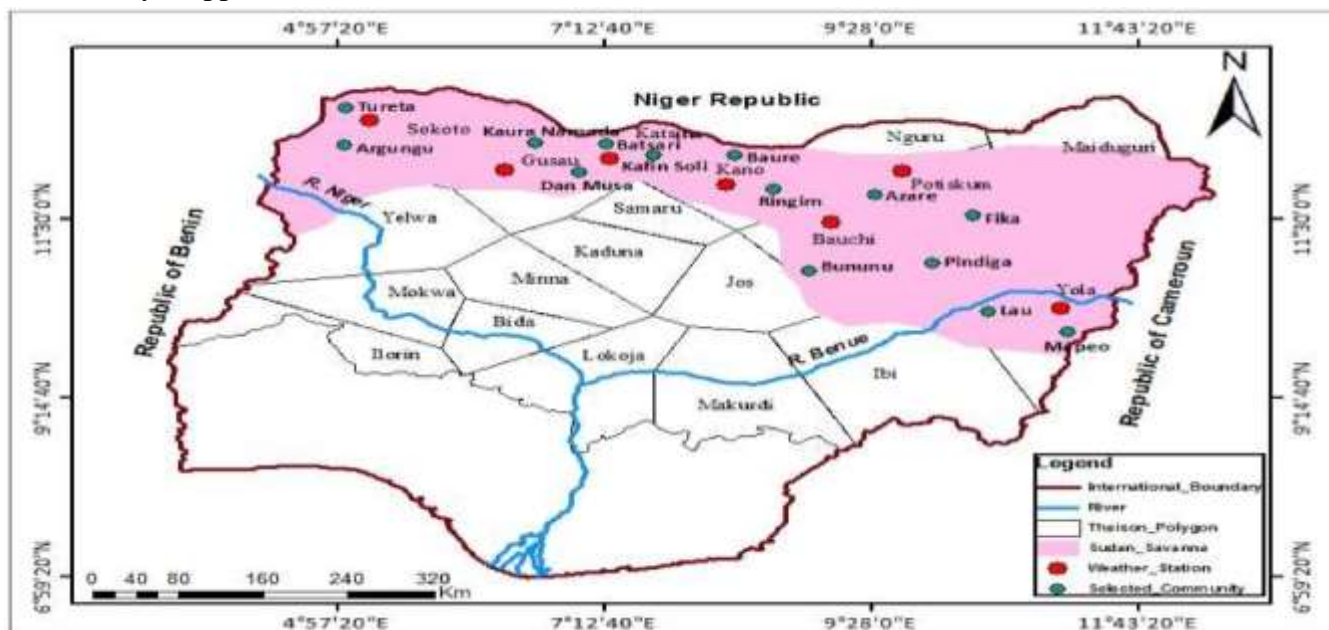 4°57'20"E 7°12'40"E 9°28'0"E 11°43'20"E
Niger Republic
N
Tureta
Sokoto
Kaura Namada
Katsina
Nguru
Maiduguri
Argungu
Batsari
Baure
Gusau
Kafin Soli
Kano
Potiskum
Dan Musa
Ringim
Azare
11°30'0"N
R. Niger
Yelwa
Samaru
Fika
11°30'0"N
Bauchi
Kaduna
Bununu
Pindiga
Republic of Benin
Mokwa
Minna
Jos
Yola
Lau
Republic of Cameroun
Bida
Mapeo
Borin
Lokoja
R. Benue
Ibi
9°14'40"N
Makurdi
9°14'40"N
Legend
International_Boundary
River
Theison_Polygon
Sudan_Savanna
Weather_Station
Selected_Community
6°59'20"N
0 40 80 160 240 320
Km
6°59'20"N
4°57'20"E 7°12'40"E 9°28'0"E 11°43'20"E